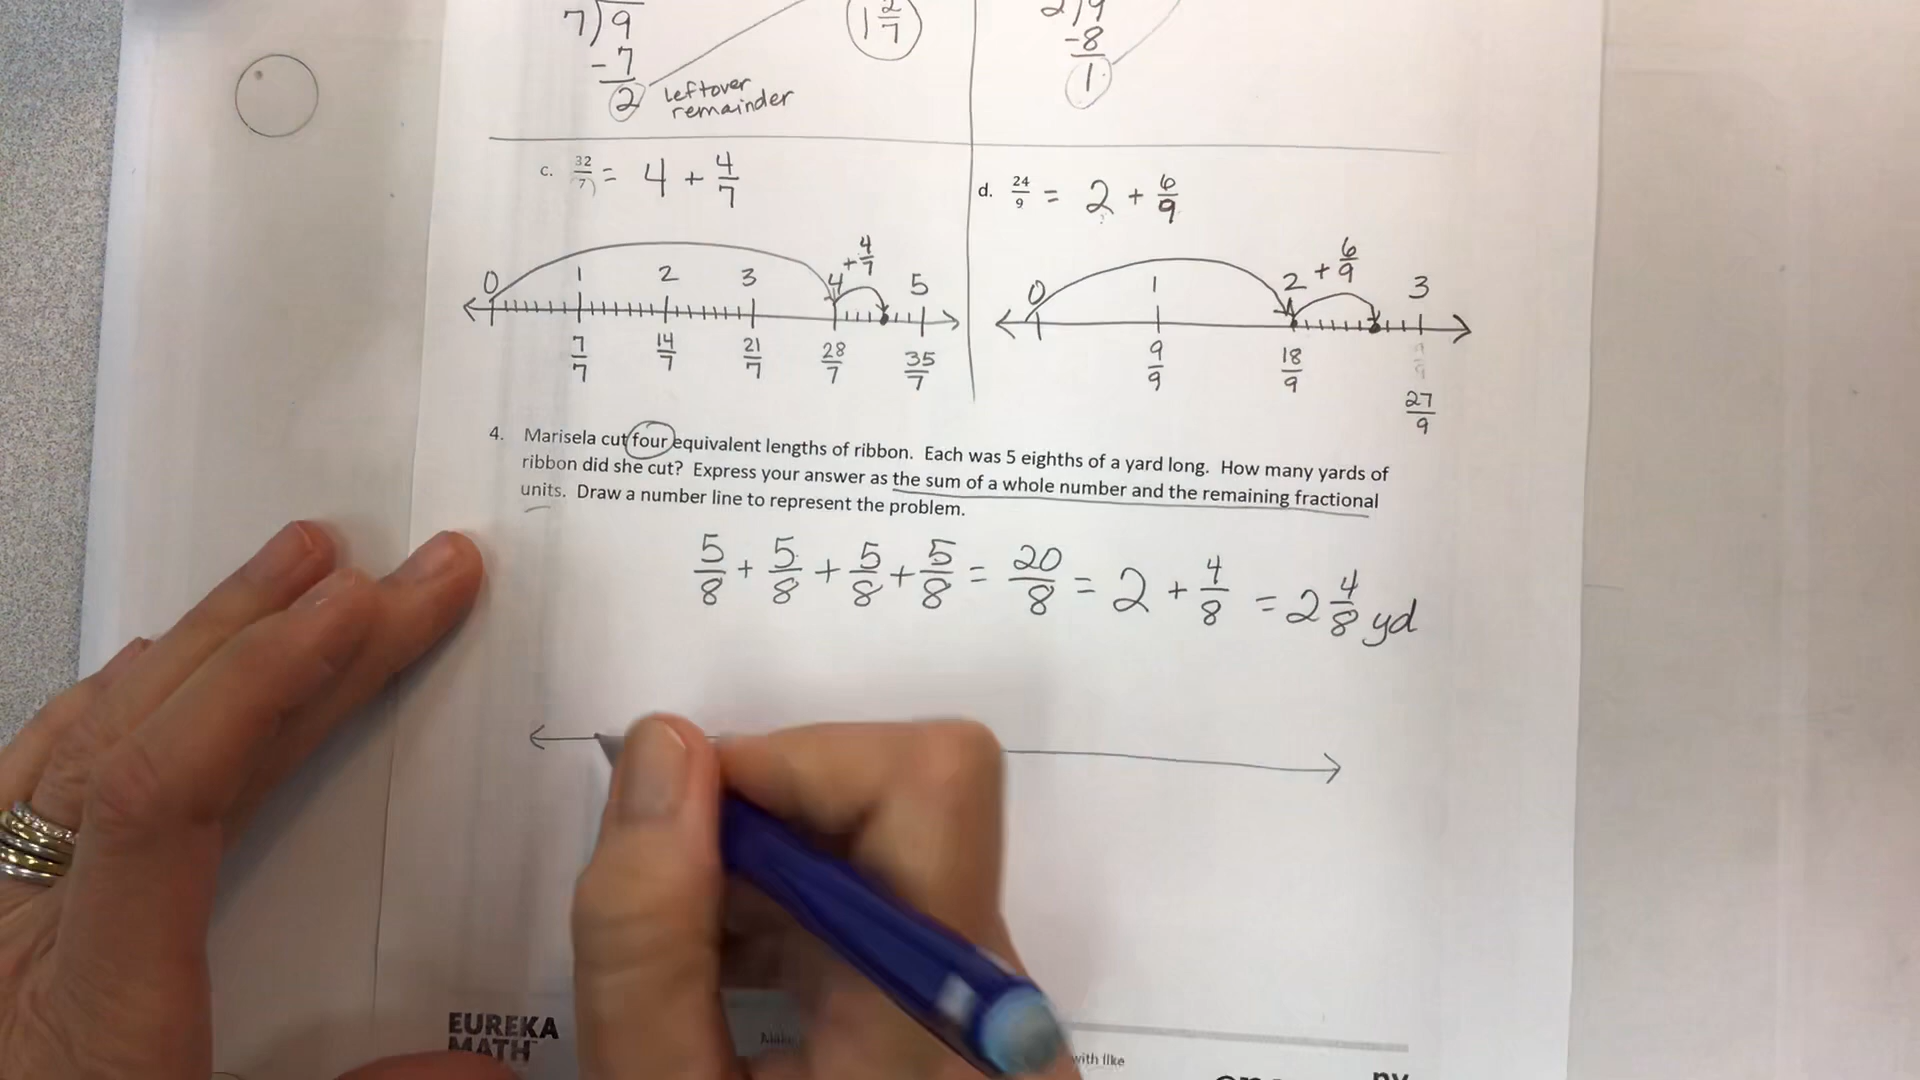 7)9
-7
2
leftover
remainder
1 2/7
2)9
-8
1
c. 32/7 = 4 + 4/7
+ 4/7
0 1 2 3 4 5
7/7 14/7 21/7 28/7 35/7
d. 24/9 = 2 + 6/9
+ 6/9
0 1 2 3
9/9 18/9 27/9
4. Marisela cut four equivalent lengths of ribbon. Each was 5 eighths of a yard long. How many yards of
ribbon did she cut? Express your answer as the sum of a whole number and the remaining fractional
units. Draw a number line to represent the problem.
5/8 + 5/8 + 5/8 + 5/8 = 20/8 = 2 + 4/8 = 2 4/8 yd
EUREKA
MATH
with like